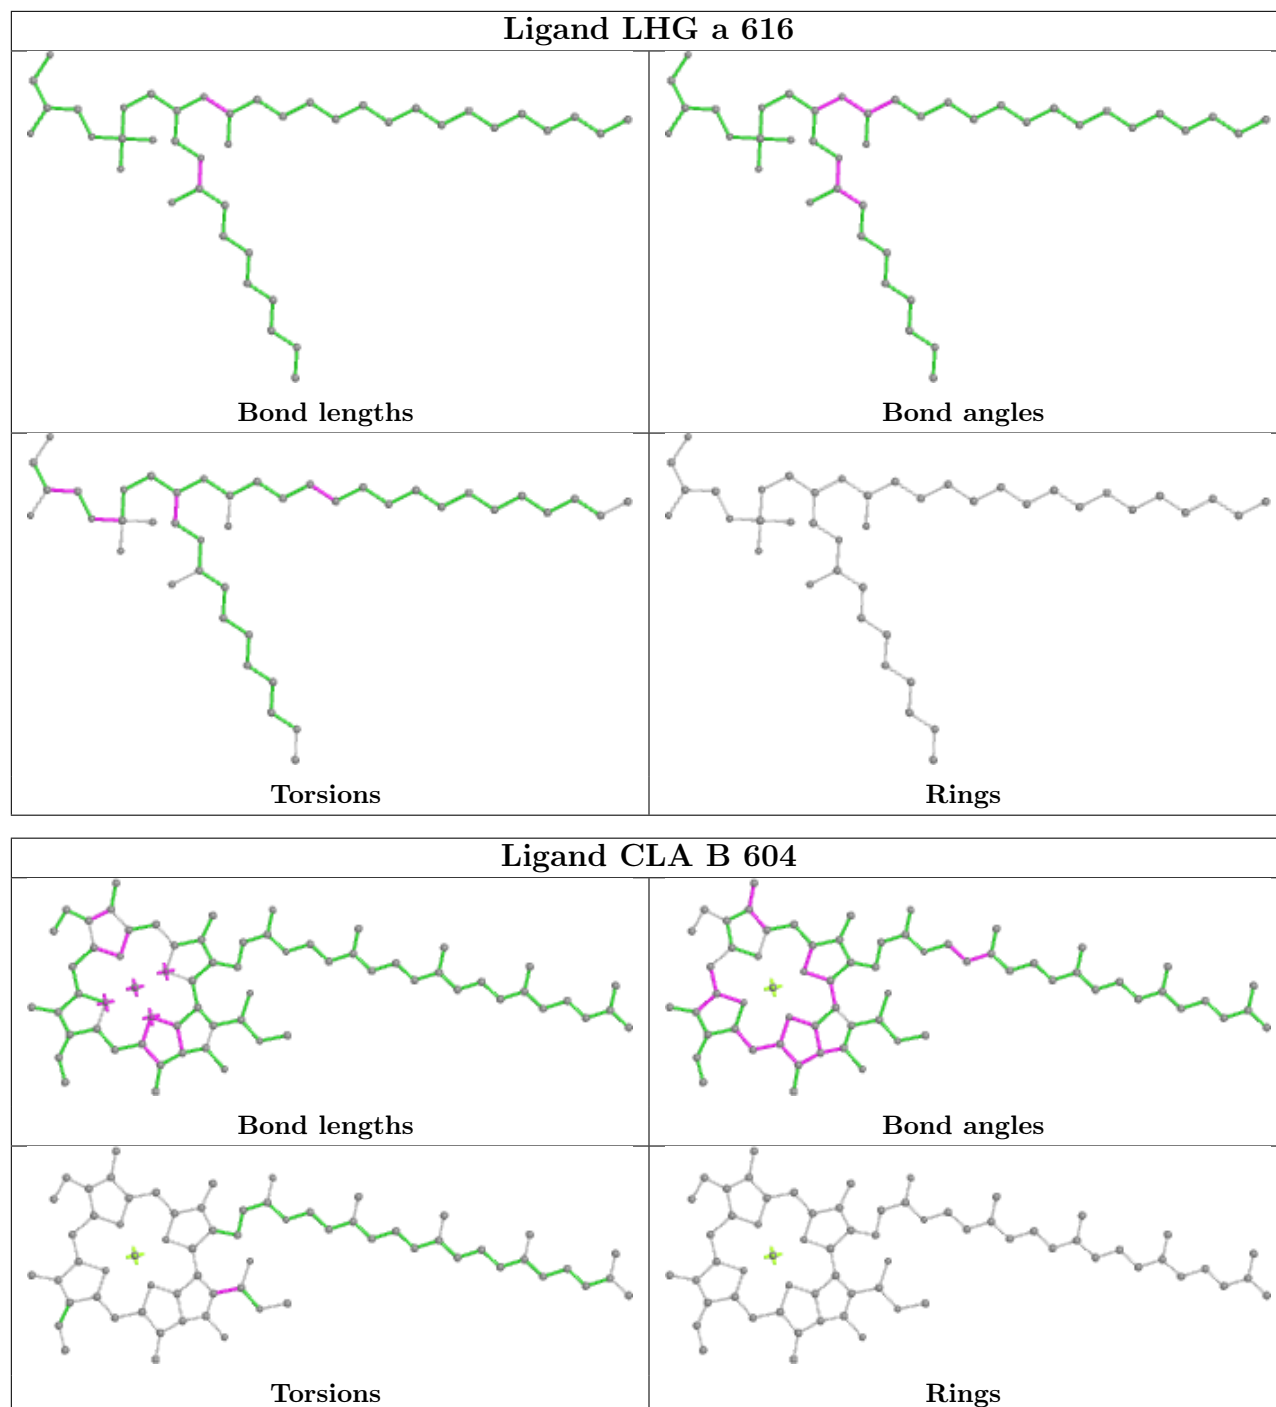 Ligand LHG a 616
Bond lengths
Bond angles
Torsions
Rings
Ligand CLA B 604
Bond lengths
Bond angles
Torsions
Rings